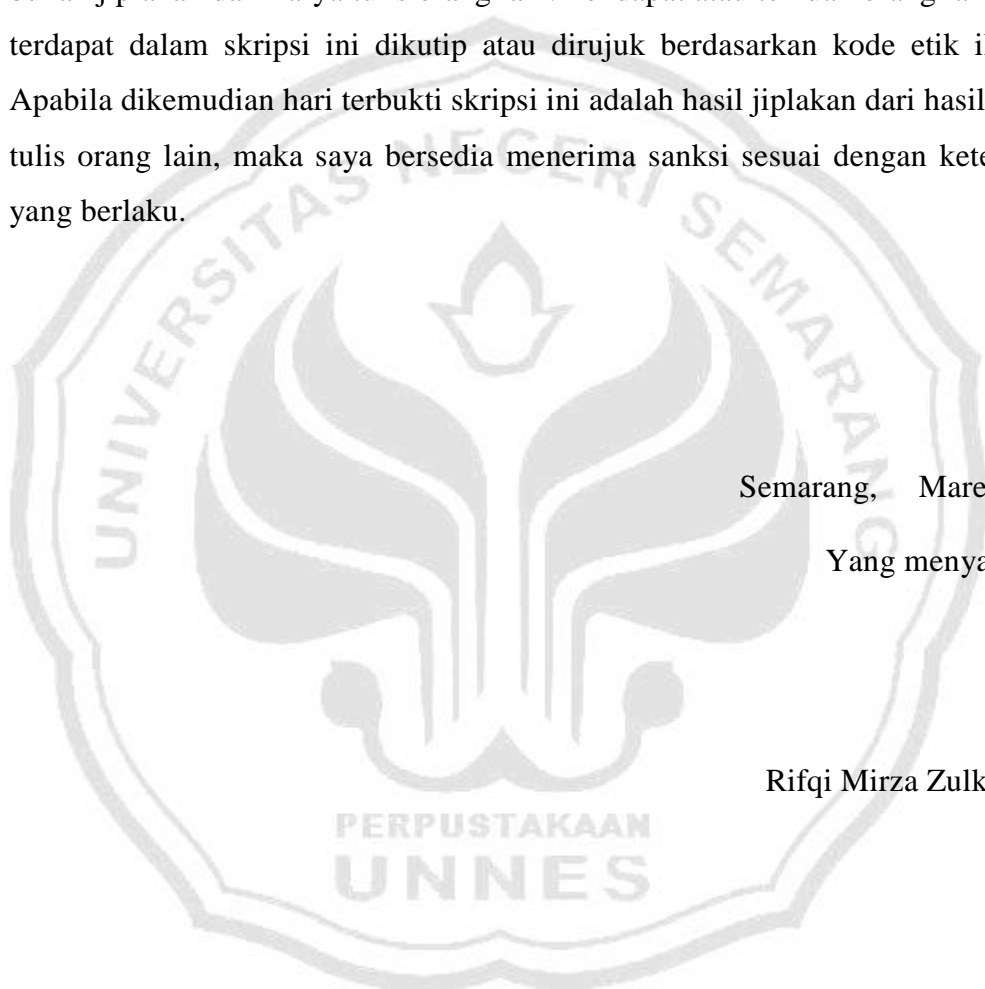 terdapat dalam skripsi ini dikutip atau dirujuk berdasarkan kode etik
Apabila dikemudian hari terbukti skripsi ini adalah hasil jiplakan dari hasil
tulis orang lain, maka saya bersedia menerima sanksi sesuai dengan kete
yang berlaku.
UNIVERSITAS NEGERI SEMARANG
Semarang, Mare
Yang menya
Rifqi Mirza Zulk
PERPUSTAKAAN
UNNES